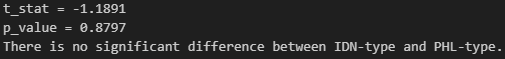 t_stat = -1.1891
p_value = 0.8797
There is no significant difference between IDN-type and PHL-type.